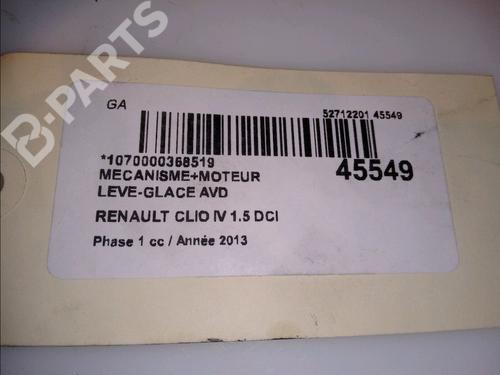 B-PARTS
GA
52712201 45549
*1070000368519
45549
MECANISME+MOTEUR
LEVE-GLACE AVD
RENAULT CLIO IV 1.5 DCI
Phase 1 cc / Année 2013